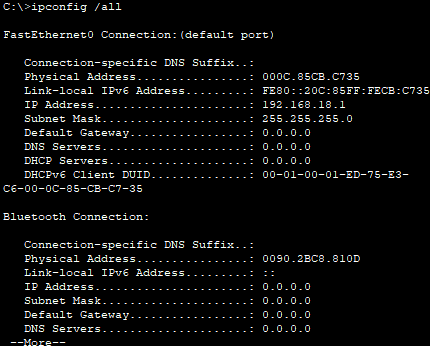 C:\>ipconfig /all
FastEthernet0 Connection:(default port)
Connection-specific DNS Suffix..:
Physical Address................: 000C.85CB.C735
Link-local IPv6 Address.........: FE80::20C:85FF:FECB:C735
IP Address......................: 192.168.18.1
Subnet Mask.....................: 255.255.255.0
Default Gateway.................: 0.0.0.0
DNS Servers.....................: 0.0.0.0
DHCP Servers....................: 0.0.0.0
DHCPv6 Client DUID..............: 00-01-00-01-ED-75-E3-
C6-00-0C-85-CB-C7-35
Bluetooth Connection:
Connection-specific DNS Suffix..:
Physical Address................: 0090.2BC8.810D
Link-local IPv6 Address.........: ::
IP Address......................: 0.0.0.0
Subnet Mask.....................: 0.0.0.0
Default Gateway.................: 0.0.0.0
DNS Servers.....................: 0.0.0.0
--More--